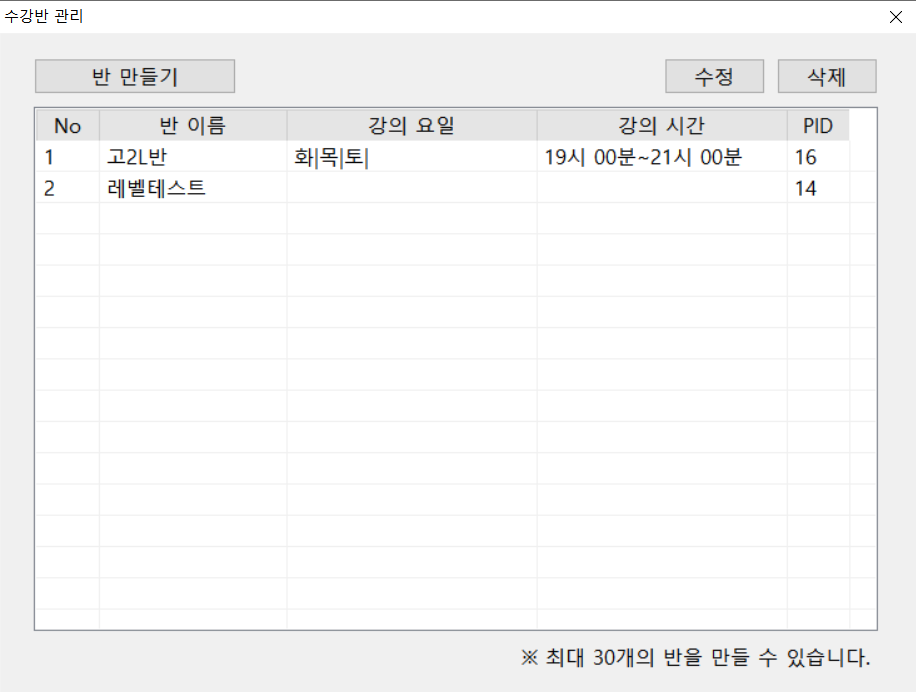 수강반 관리
반 만들기 수정 삭제
No 반 이름 강의 요일 강의 시간 PID
1 고2L반 화|목|토| 19시 00분~21시 00분 16
2 레벨테스트 14
※ 최대 30개의 반을 만들 수 있습니다.